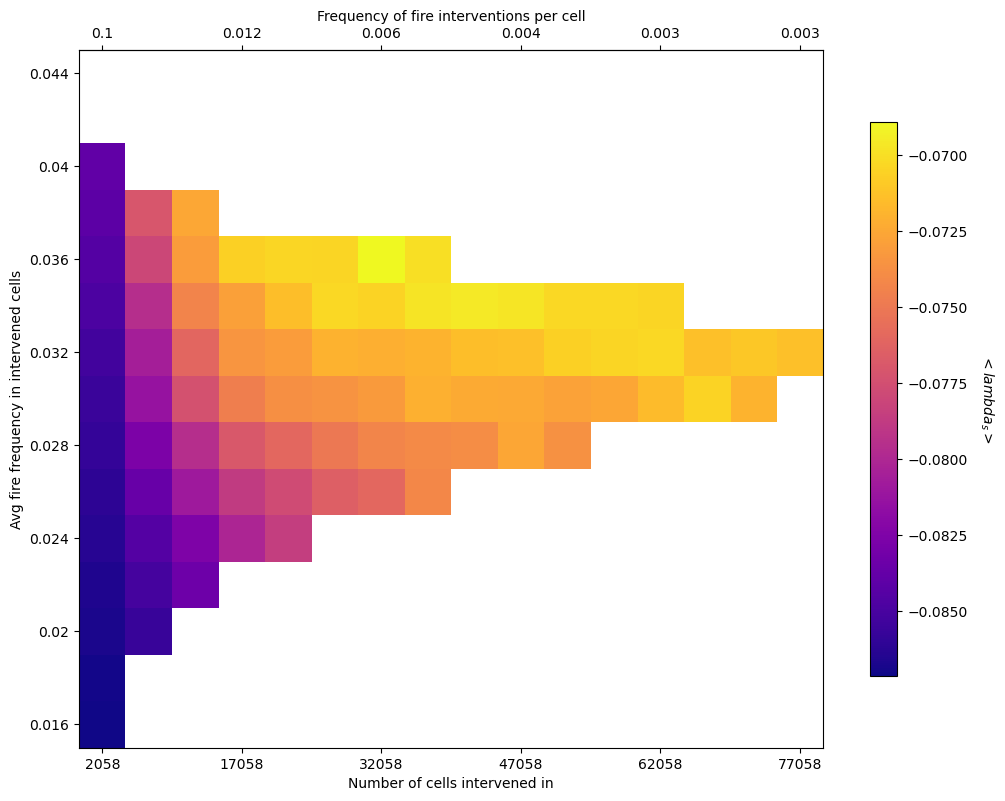 Frequency of fire interventions per cell
0.1 0.012 0.006 0.004 0.003 0.003
0.044
0.04
0.036
0.032
0.028
0.024
0.02
0.016
Avg fire frequency in intervened cells
2058 17058 32058 47058 62058 77058
Number of cells intervened in
−0.0700
−0.0725
−0.0750
−0.0775
−0.0800
−0.0825
−0.0850
< lambda_s >